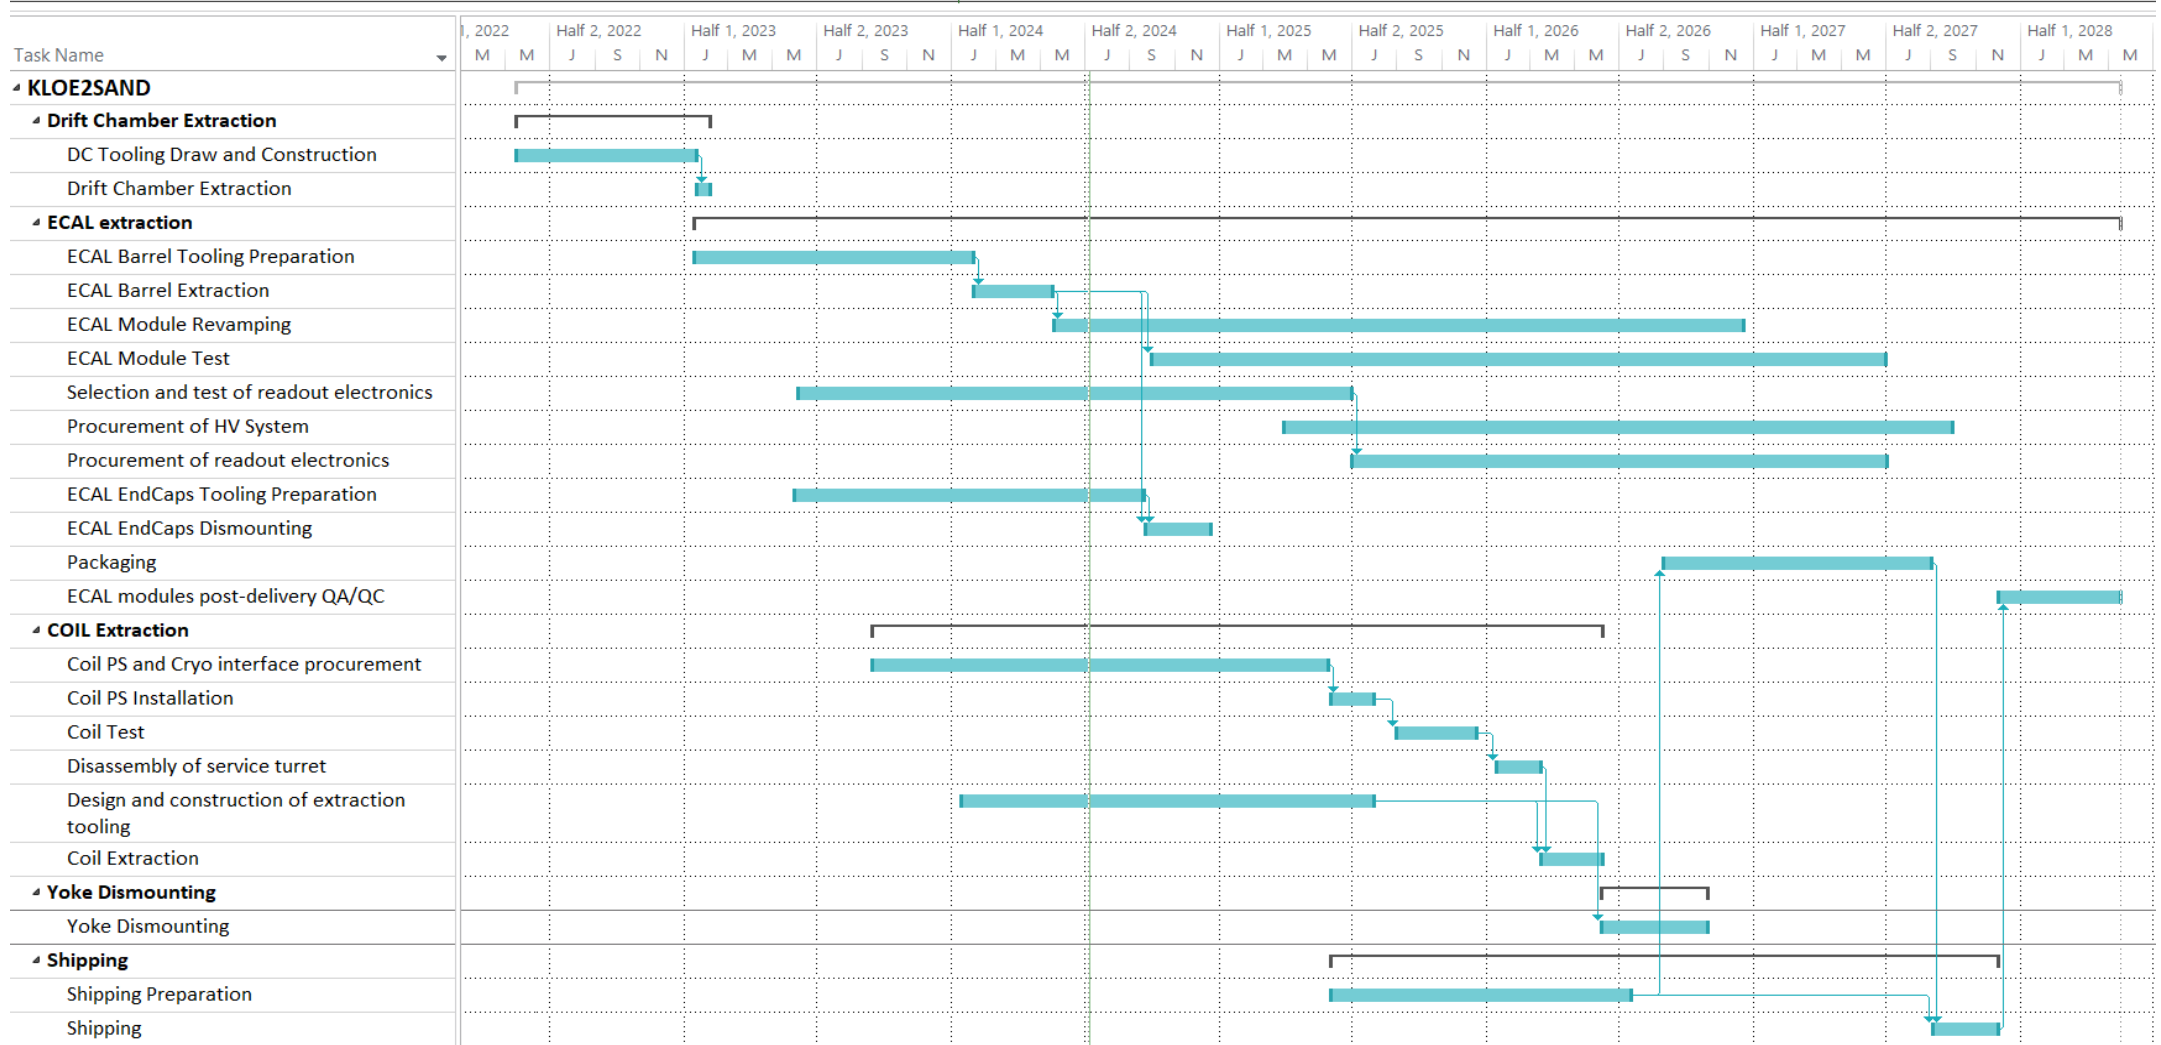 l, 2022 Half 2, 2022 Half 1, 2023 Half 2, 2023 Half 1, 2024 Half 2, 2024 Half 1, 2025 Half 2, 2025 Half 1, 2026 Half 2, 2026 Half 1, 2027 Half 2, 2027 Half 1, 2028
Task Name M M J S N J M M J S N J M M J S N J M M J S N J M M J S N J M M J S N J M M
KLOE2SAND
Drift Chamber Extraction
DC Tooling Draw and Construction
Drift Chamber Extraction
ECAL extraction
ECAL Barrel Tooling Preparation
ECAL Barrel Extraction
ECAL Module Revamping
ECAL Module Test
Selection and test of readout electronics
Procurement of HV System
Procurement of readout electronics
ECAL EndCaps Tooling Preparation
ECAL EndCaps Dismounting
Packaging
ECAL modules post-delivery QA/QC
COIL Extraction
Coil PS and Cryo interface procurement
Coil PS Installation
Coil Test
Disassembly of service turret
Design and construction of extraction
tooling
Coil Extraction
Yoke Dismounting
Yoke Dismounting
Shipping
Shipping Preparation
Shipping